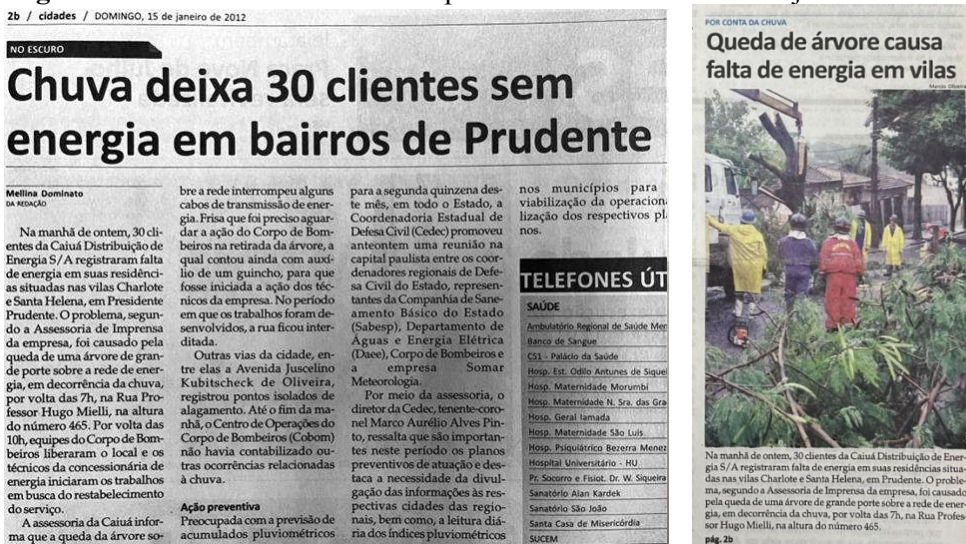 2b / cidades / DOMINGO, 15 de janeiro de 2012
NO ESCURO
Chuva deixa 30 clientes sem
energia em bairros de Prudente
Mellina Dominato
DA REDAÇÃO
Na manhã de ontem, 30 cli-
entes da Caiuá Distribuição de
Energia S/A registraram falta
de energia em suas residênci-
as situadas nas vilas Charlote
e Santa Helena, em Presidente
Prudente. O problema, segun-
do a Assessoria de Imprensa
da empresa, foi causado pela
queda de uma árvore de gran-
de porte sobre a rede de ener-
gia, em decorrência da chuva,
por volta das 7h, na Rua Pro-
fessor Hugo Mielli, na altura
do número 465. Por volta das
10h, equipes do Corpo de Bom-
beiros liberaram o local e os
técnicos da concessionária de
energia iniciaram os trabalhos
em busca do restabelecimento
do serviço.
A assessoria da Caiuá infor-
ma que a queda da árvore so-
bre a rede interrompeu alguns
cabos de transmissão de ener-
gia. Frisa que foi preciso aguar-
dar a ação do Corpo de Bom-
beiros na retirada da árvore, a
qual contou ainda com auxí-
lio de um guincho, para que
fosse iniciada a ação dos téc-
nicos da empresa. No período
em que os trabalhos foram de-
senvolvidos, a rua ficou inter-
ditada.
Outras vias da cidade, en-
tre elas a Avenida Juscelino
Kubitscheck de Oliveira,
registrou pontos isolados de
alagamento. Até o fim da ma-
nhã, o Centro de Operações do
Corpo de Bombeiros (Cobom)
não havia contabilizado ou-
tras ocorrências relacionadas
à chuva.
Ação preventiva
Preocupada com a previsão de
acumulados pluviométricos
para a segunda quinzena des-
te mês, em todo o Estado, a
Coordenadoria Estadual de
Defesa Civil (Cedec) promoveu
anteontem uma reunião na
capital paulista entre os coor-
denadores regionais de Defe-
sa Civil do Estado, represen-
tantes da Companhia de Sane-
amento Básico do Estado
(Sabesp), Departamento de
Águas e Energia Elétrica
(Daee), Corpo de Bombeiros e
a empresa Somar
Meteorologia.
Por meio da assessoria, o
diretor da Cedec, tenente-coro-
nel Marco Aurélio Alves Pin-
to, ressalta que são importan-
tes neste período os planos
preventivos de atuação e des-
taca a necessidade da divul-
gação das informações às res-
pectivas cidades das regio-
nais, bem como, a leitura diá-
ria dos índices pluviométricos
nos municípios para
viabilização da operacion
lização dos respectivos pl
nos.
TELEFONES ÚT
SAÚDE
Ambulatório Regional de Saúde Men
Banco de Sangue
CS1 - Palácio da Saúde
Hosp. Est. Odilo Antunes de Siquei
Hosp. Maternidade Morumbi
Hosp. Maternidade N. Sra. das Gra
Hosp. Geral Iamada
Hosp. Maternidade São Luis
Hosp. Psiquiátrico Bezerra Menez
Hospital Universitário - HU
Pr. Socorro e Fisiot. Dr. W. Siqueira
Sanatório Alan Kardek
Sanatório São João
Santa Casa de Misericórdia
SUCEM
POR CONTA DA CHUVA
Queda de árvore causa
falta de energia em vilas
Marcio Oliveira
Na manhã de ontem, 30 clientes da Caiuá Distribuição de Ener-
gia S/A registraram falta de energia em suas residências situa-
das nas vilas Charlote e Santa Helena, em Prudente. O proble-
ma, segundo a Assessoria de Imprensa da empresa, foi causado
pela queda de uma árvore de grande porte sobre a rede de ener-
gia, em decorrência da chuva, por volta das 7h, na Rua Profes-
sor Hugo Mielli, na altura do número 465.
pág. 2b